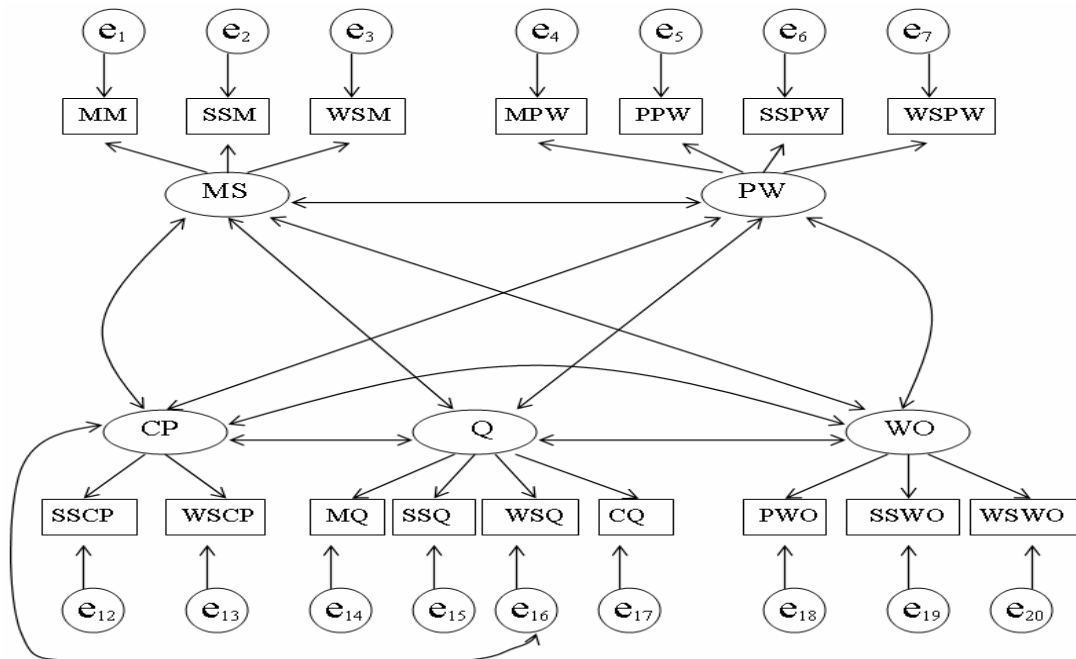 e1 e2 e3 e4 e5 e6 e7
MM SSM WSM MPW PPW SSPW WSPW
MS PW
CP Q WO
SSCP WSCP MQ SSQ WSQ CQ PWO SSWO WSWO
e12 e13 e14 e15 e16 e17 e18 e19 e20